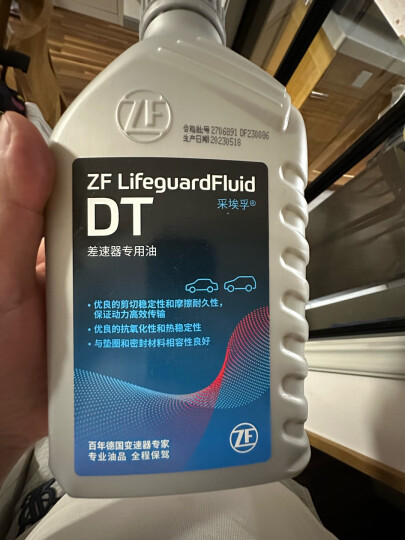 ZF
合格批号 2706891 DF230806
生产日期 20230518
ZF LifeguardFluid
DT 采埃孚®
差速器专用油
• 优良的剪切稳定性和摩擦耐久性,
保证动力高效传输
• 优良的抗氧化性和热稳定性
• 与垫圈和密封材料相容性良好
百年德国变速器专家
专业油品 全程保驾
ZF